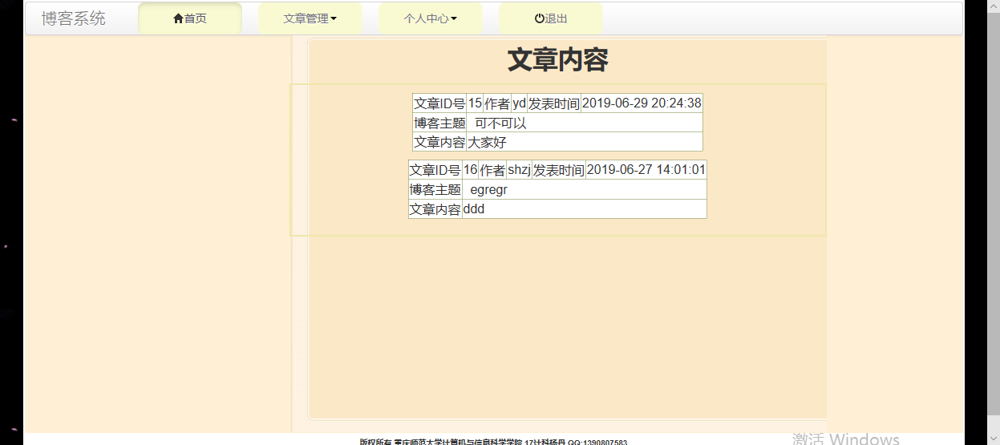 博客系统 首页 文章管理 个人中心 退出
文章内容
文章ID号 15 作者 yd 发表时间 2019-06-29 20:24:38
博客主题 可不可以
文章内容 大家好
文章ID号 16 作者 shzj 发表时间 2019-06-27 14:01:01
博客主题 egregr
文章内容 ddd
激活 Windows
版权所有 重庆师范大学计算机与信息科学学院 17计科杨丹 QQ:1390807583